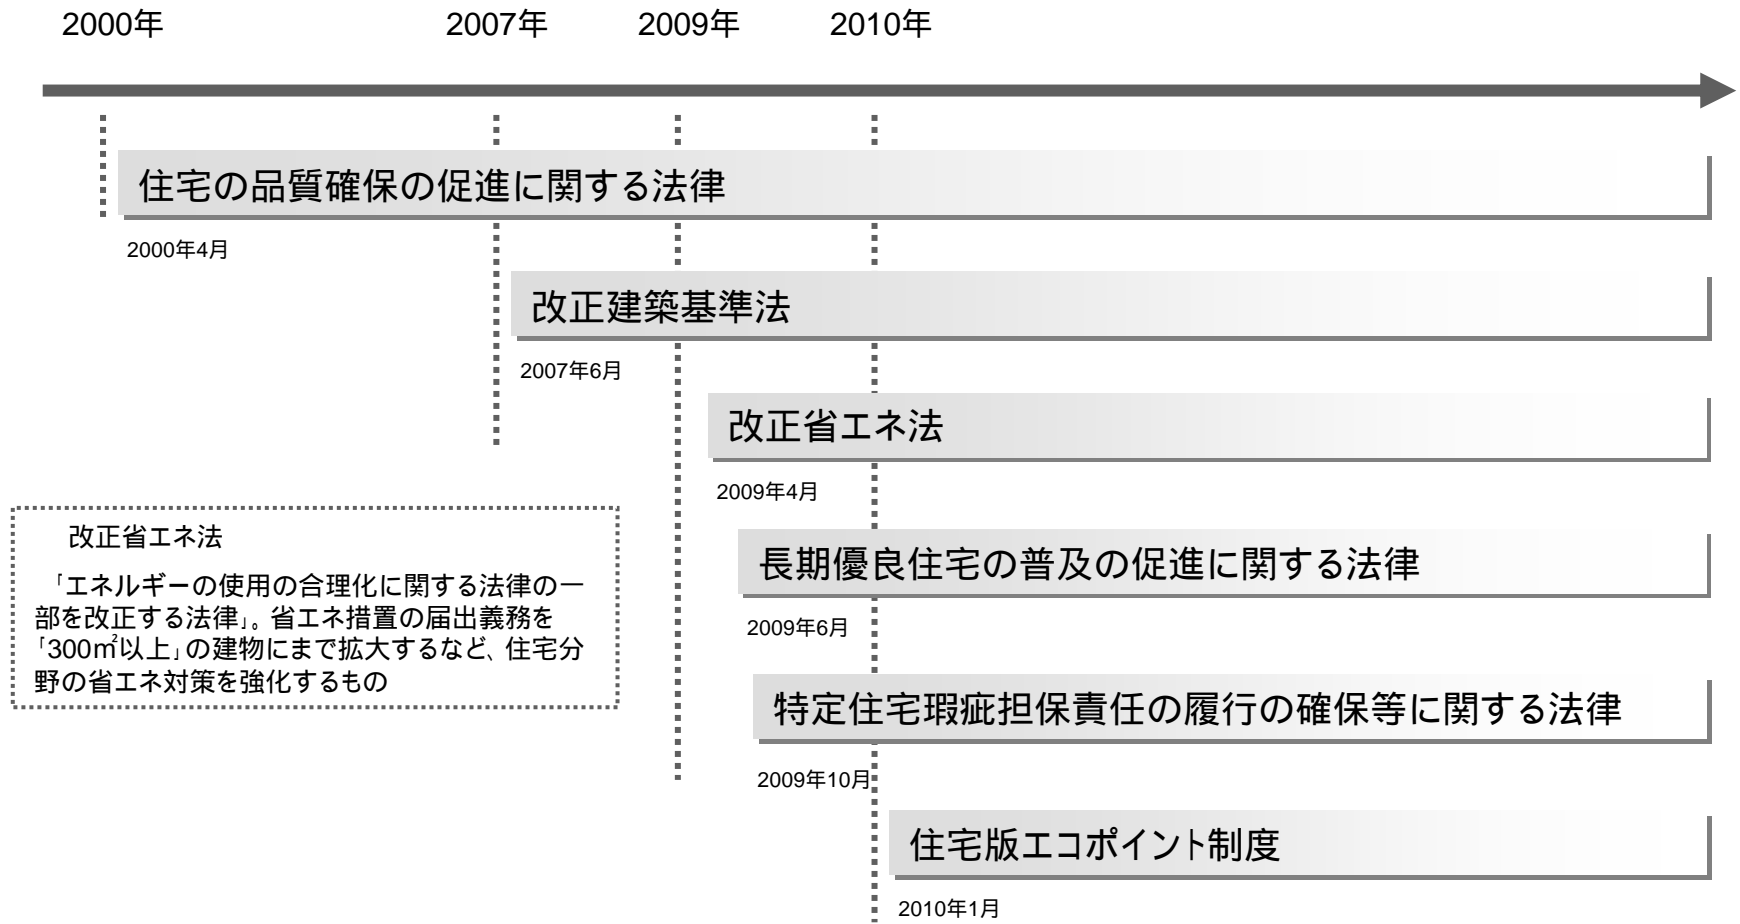 2000年 2007年 2009年 2010年
住宅の品質確保の促進に関する法律
2000年4月
改正建築基準法
2007年6月
改正省エネ法
2009年4月
長期優良住宅の普及の促進に関する法律
2009年6月
特定住宅瑕疵担保責任の履行の確保等に関する法律
2009年10月
住宅版エコポイント制度
2010年1月
改正省エネ法
「エネルギーの使用の合理化に関する法律の一
部を改正する法律」。省エネ措置の届出義務を
「300㎡以上」の建物にまで拡大するなど、住宅分
野の省エネ対策を強化するもの